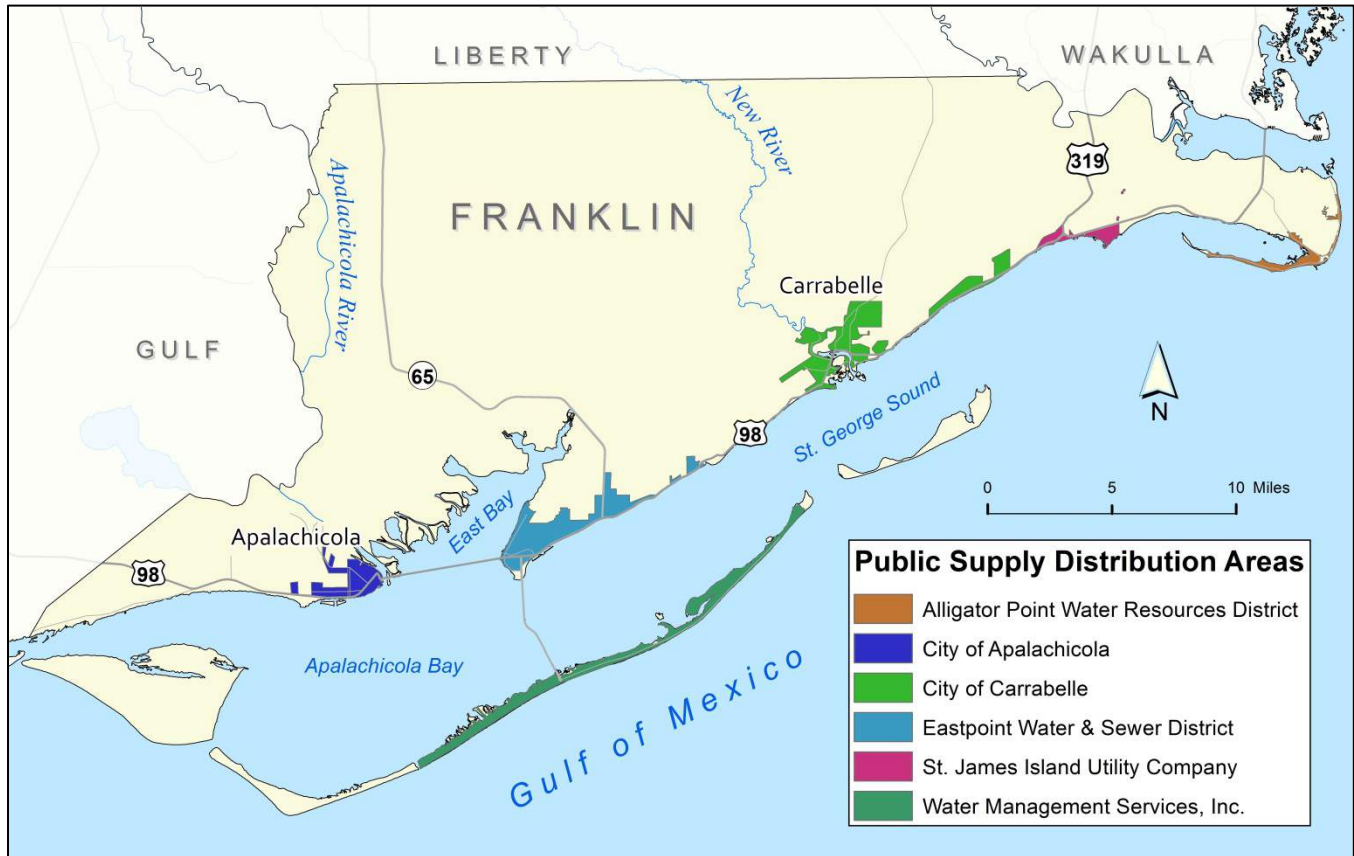 LIBERTY
WAKULLA
New River
319
Apalachicola River
FRANKLIN
Carrabelle
GULF
65
98
St. George Sound
N
East Bay
Apalachicola
98
0 5 10 Miles
Apalachicola Bay
Gulf of Mexico
Public Supply Distribution Areas
Alligator Point Water Resources District
City of Apalachicola
City of Carrabelle
Eastpoint Water & Sewer District
St. James Island Utility Company
Water Management Services, Inc.